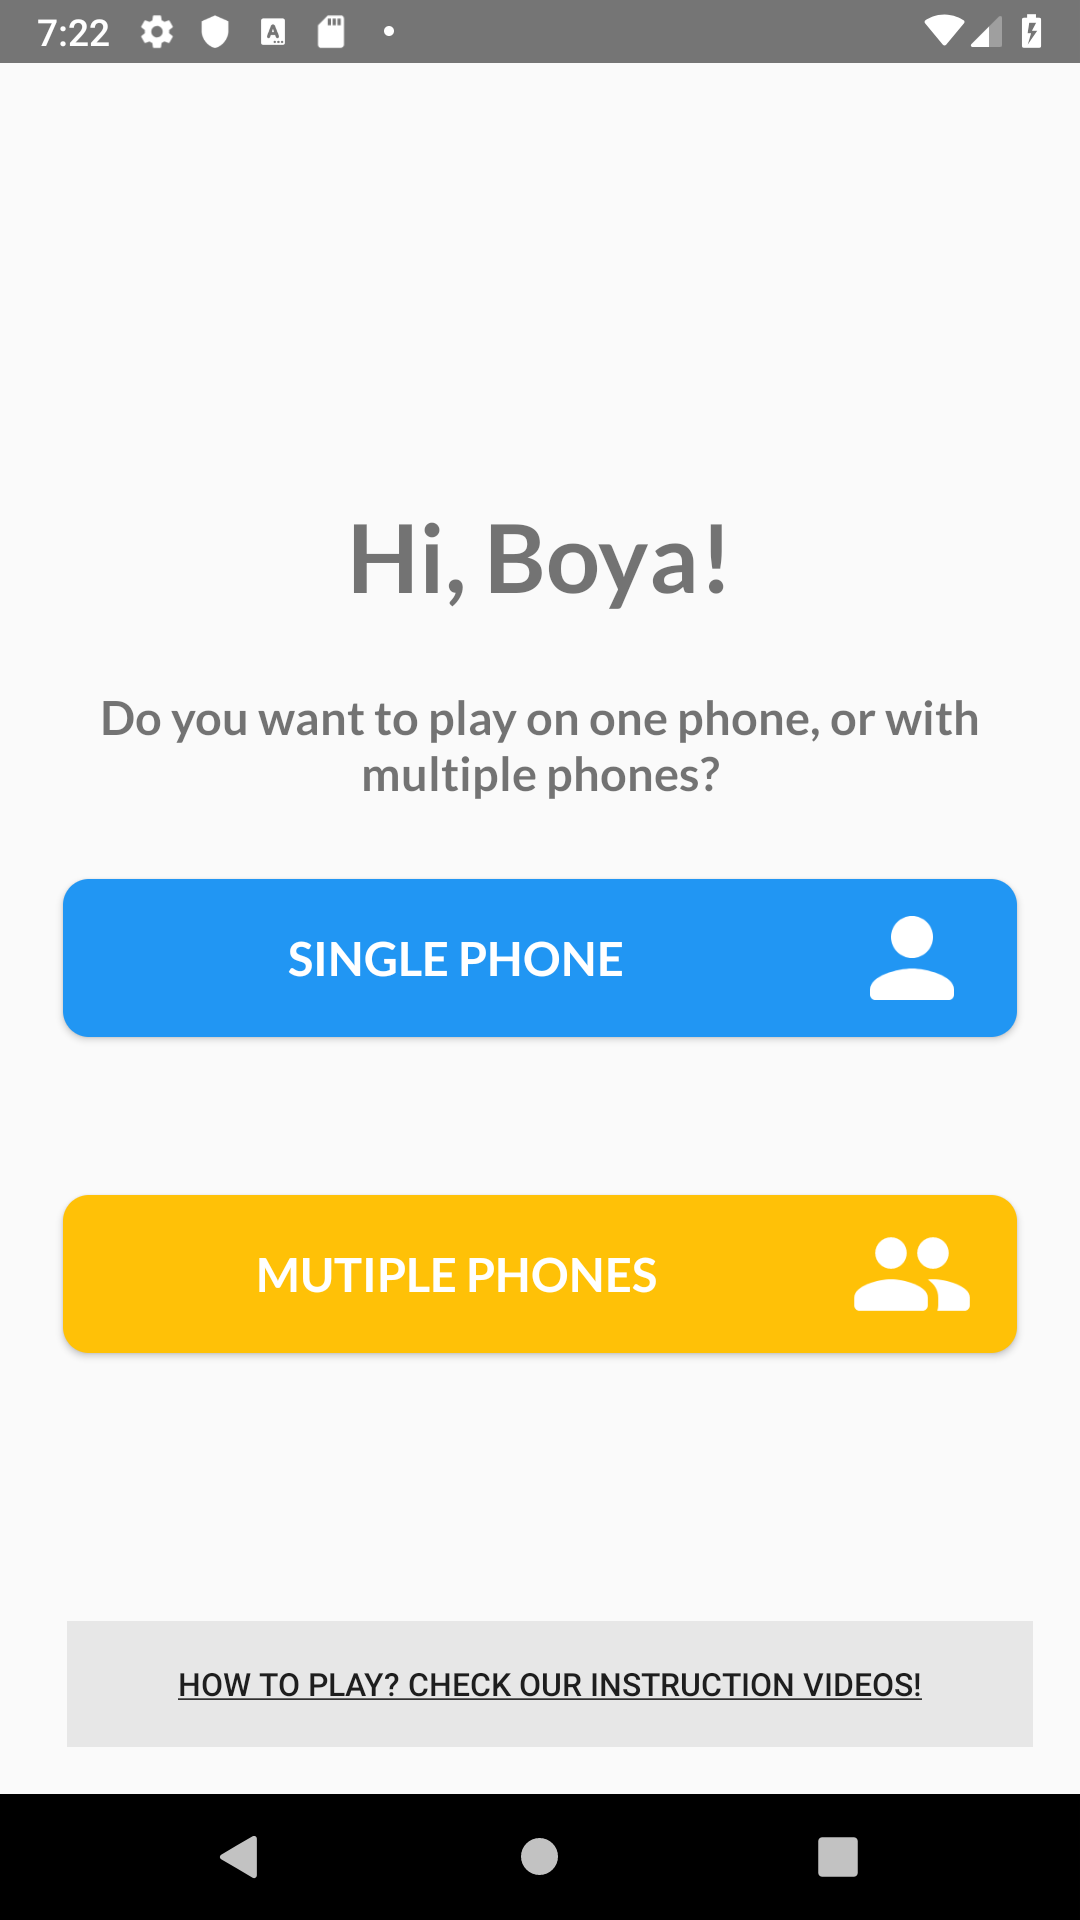 7:22
Hi, Boya!
Do you want to play on one phone, or with
multiple phones?
SINGLE PHONE
MUTIPLE PHONES
HOW TO PLAY? CHECK OUR INSTRUCTION VIDEOS!